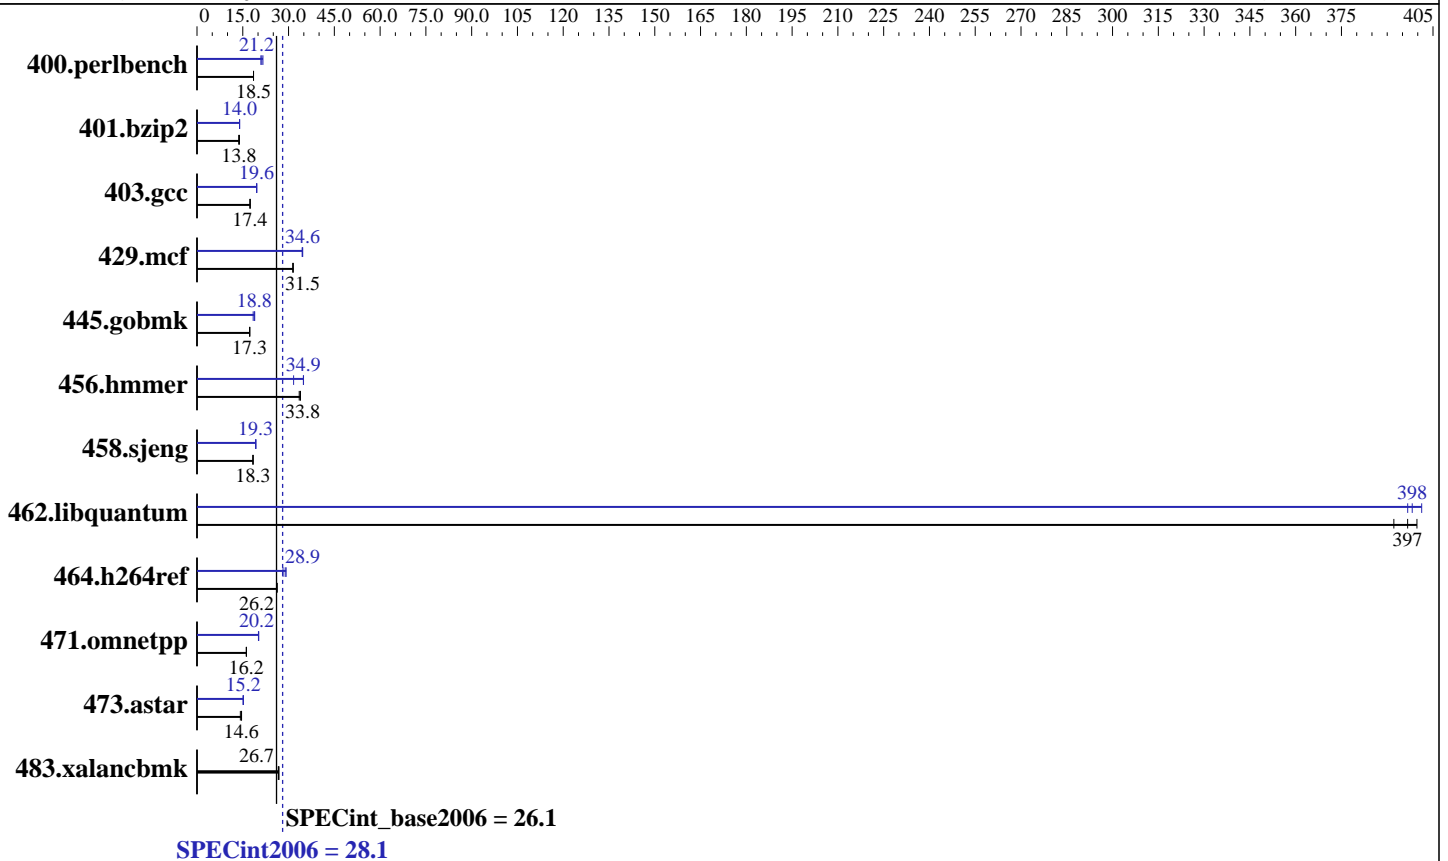 0 15.0 30.0 45.0 60.0 75.0 90.0 105 120 135 150 165 180 195 210 225 240 255 270 285 300 315 330 345 360 375 405
21.2
400.perlbench
18.5
14.0
401.bzip2
13.8
19.6
403.gcc
17.4
34.6
429.mcf
31.5
18.8
445.gobmk
17.3
34.9
456.hmmer
33.8
19.3
458.sjeng
18.3
398
462.libquantum
397
28.9
464.h264ref
26.2
20.2
471.omnetpp
16.2
15.2
473.astar
14.6
26.7
483.xalancbmk
SPECint_base2006 = 26.1
SPECint2006 = 28.1